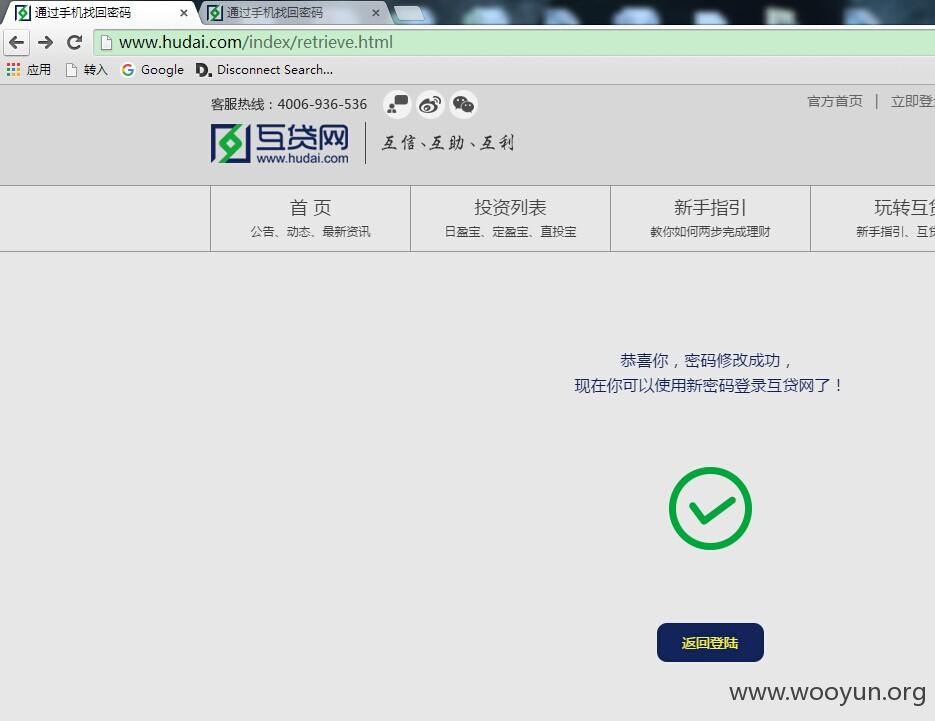 通过手机找回密码
通过手机找回密码
www.hudai.com/index/retrieve.html
应用 转入 Google Disconnect Search...
客服热线：4006-936-536
官方首页 | 立即登
互贷网
www.hudai.com
互信、互助、互利
首 页
公告、动态、最新资讯
投资列表
日盈宝、定盈宝、直投宝
新手指引
教你如何两步完成理财
玩转互
新手指引、互
恭喜你，密码修改成功，
现在你可以使用新密码登录互贷网了！
返回登陆
www.wooyun.org